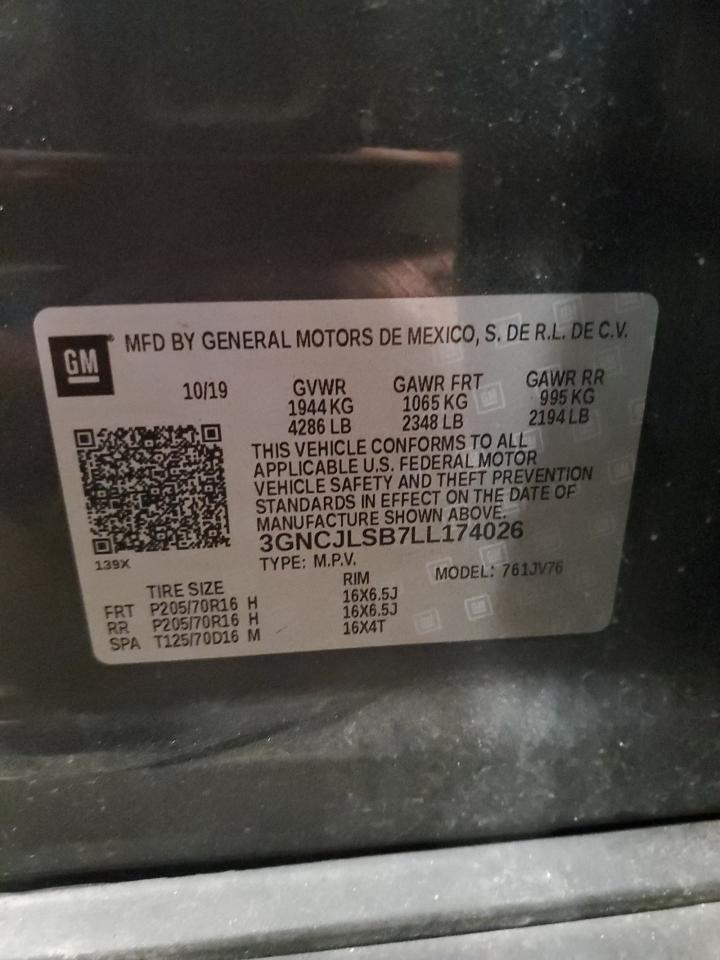 GM
MFD BY GENERAL MOTORS DE MEXICO, S. DE R.L. DE C.V.
10/19 GVWR GAWR FRT GAWR RR
1944 KG 1065 KG 995 KG
4286 LB 2348 LB 2194 LB
THIS VEHICLE CONFORMS TO ALL
APPLICABLE U.S. FEDERAL MOTOR
VEHICLE SAFETY AND THEFT PREVENTION
STANDARDS IN EFFECT ON THE DATE OF
MANUFACTURE SHOWN ABOVE.
3GNCJLSB7LL174026
139X TYPE: M.P.V. MODEL: 761JV76
TIRE SIZE RIM
FRT P205/70R16 H 16X6.5J
RR P205/70R16 H 16X6.5J
SPA T125/70D16 M 16X4T